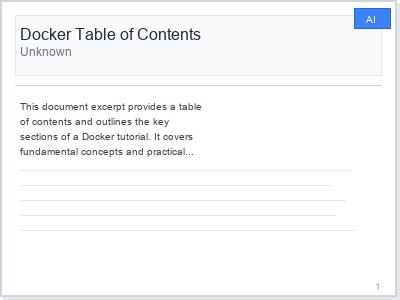 AI
Docker Table of Contents
Unknown
This document excerpt provides a table
of contents and outlines the key
sections of a Docker tutorial. It covers
fundamental concepts and practical...
1